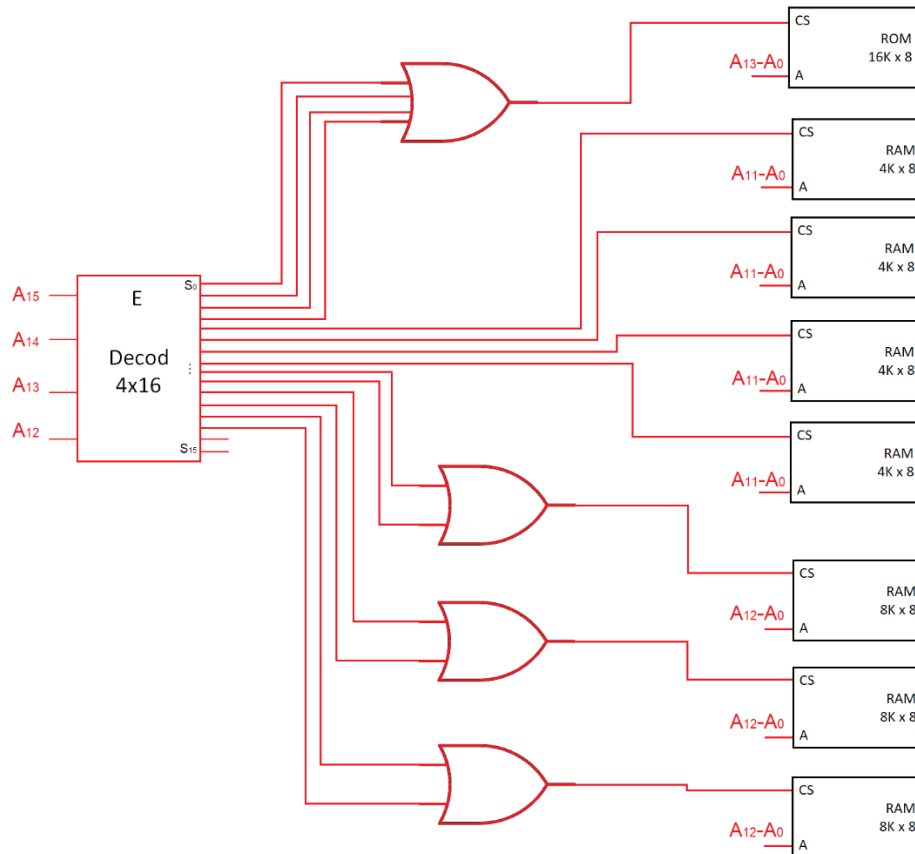 CS
ROM
16K x 8
A13-A0
A
CS
RAM
4K x 8
A11-A0
A
CS
RAM
4K x 8
A11-A0
A
S0
E
A15
A14
Decod
4x16
⋮
A13
A12
S15
CS
RAM
4K x 8
A11-A0
A
CS
RAM
4K x 8
A11-A0
A
CS
RAM
8K x 8
A12-A0
A
CS
RAM
8K x 8
A12-A0
A
CS
RAM
8K x 8
A12-A0
A